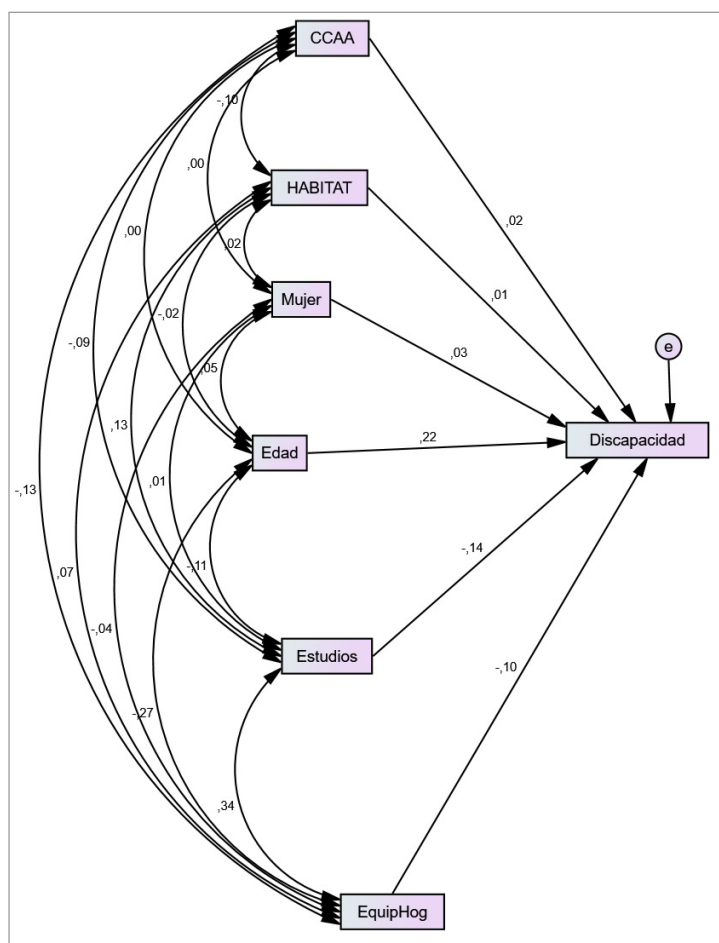 CCAA
-,10
,00
HABITAT
,02
,00
,02
Mujer
,01
-,02
-,09
,03
,05
e
,13
,22
Discapacidad
Edad
,01
-,13
-,11
-,14
,07
-,04
Estudios
-,10
-,27
,34
EquipHog